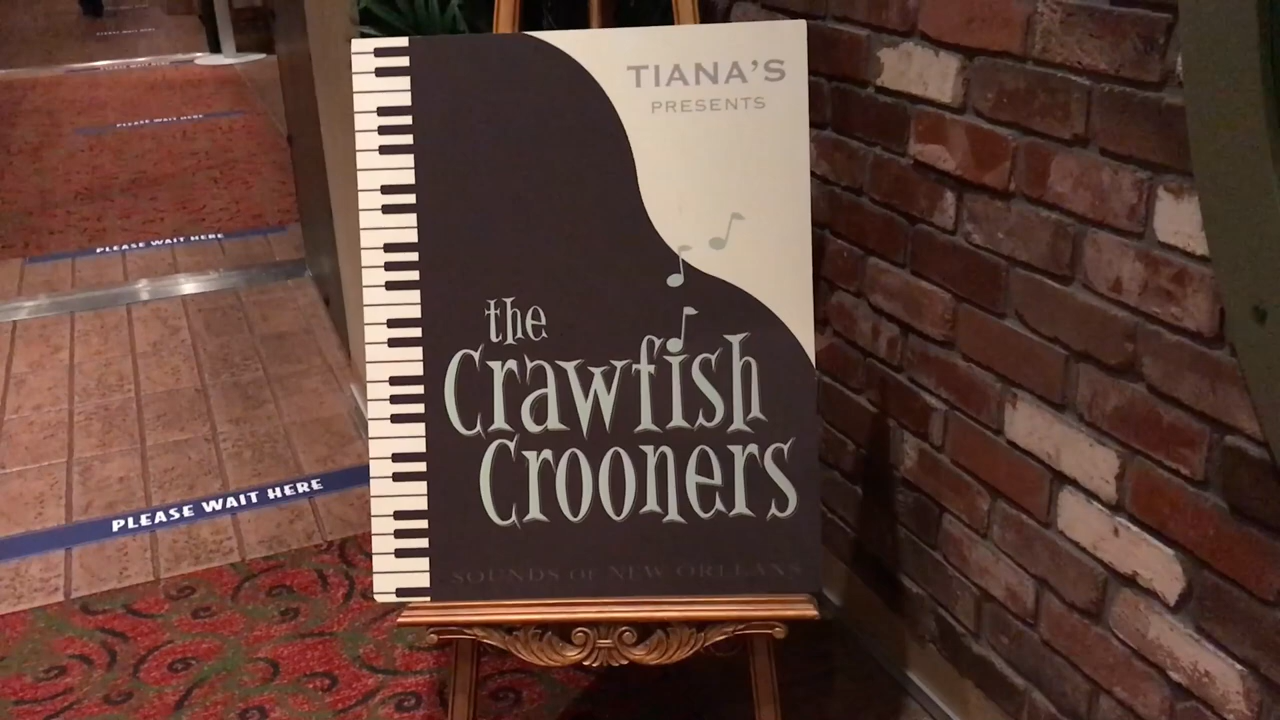 TIANA'S
PRESENTS
the
Crawfish
Crooners
SOUNDS OF NEW ORLEANS
PLEASE WAIT HERE
PLEASE WAIT HERE
PLEASE WAIT HERE